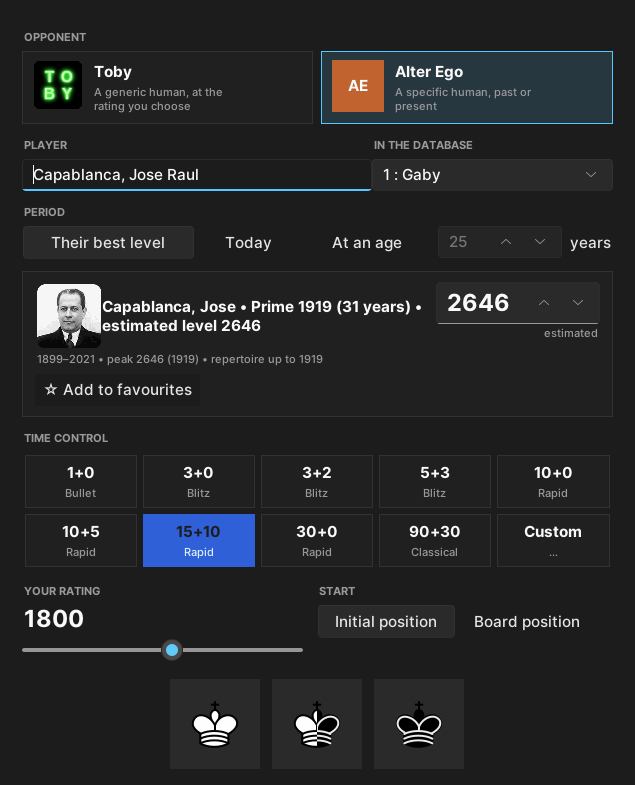 OPPONENT
TO
BY
Toby
A generic human, at the
rating you choose
AE
Alter Ego
A specific human, past or
present
PLAYER
IN THE DATABASE
Capablanca, Jose Raul
1 : Gaby
PERIOD
Their best level
Today
At an age
25
years
Capablanca, Jose • Prime 1919 (31 years) •
estimated level 2646
2646
estimated
1899–2021 • peak 2646 (1919) • repertoire up to 1919
☆ Add to favourites
TIME CONTROL
1+0
Bullet
3+0
Blitz
3+2
Blitz
5+3
Blitz
10+0
Rapid
10+5
Rapid
15+10
Rapid
30+0
Rapid
90+30
Classical
Custom
...
YOUR RATING
1800
START
Initial position
Board position